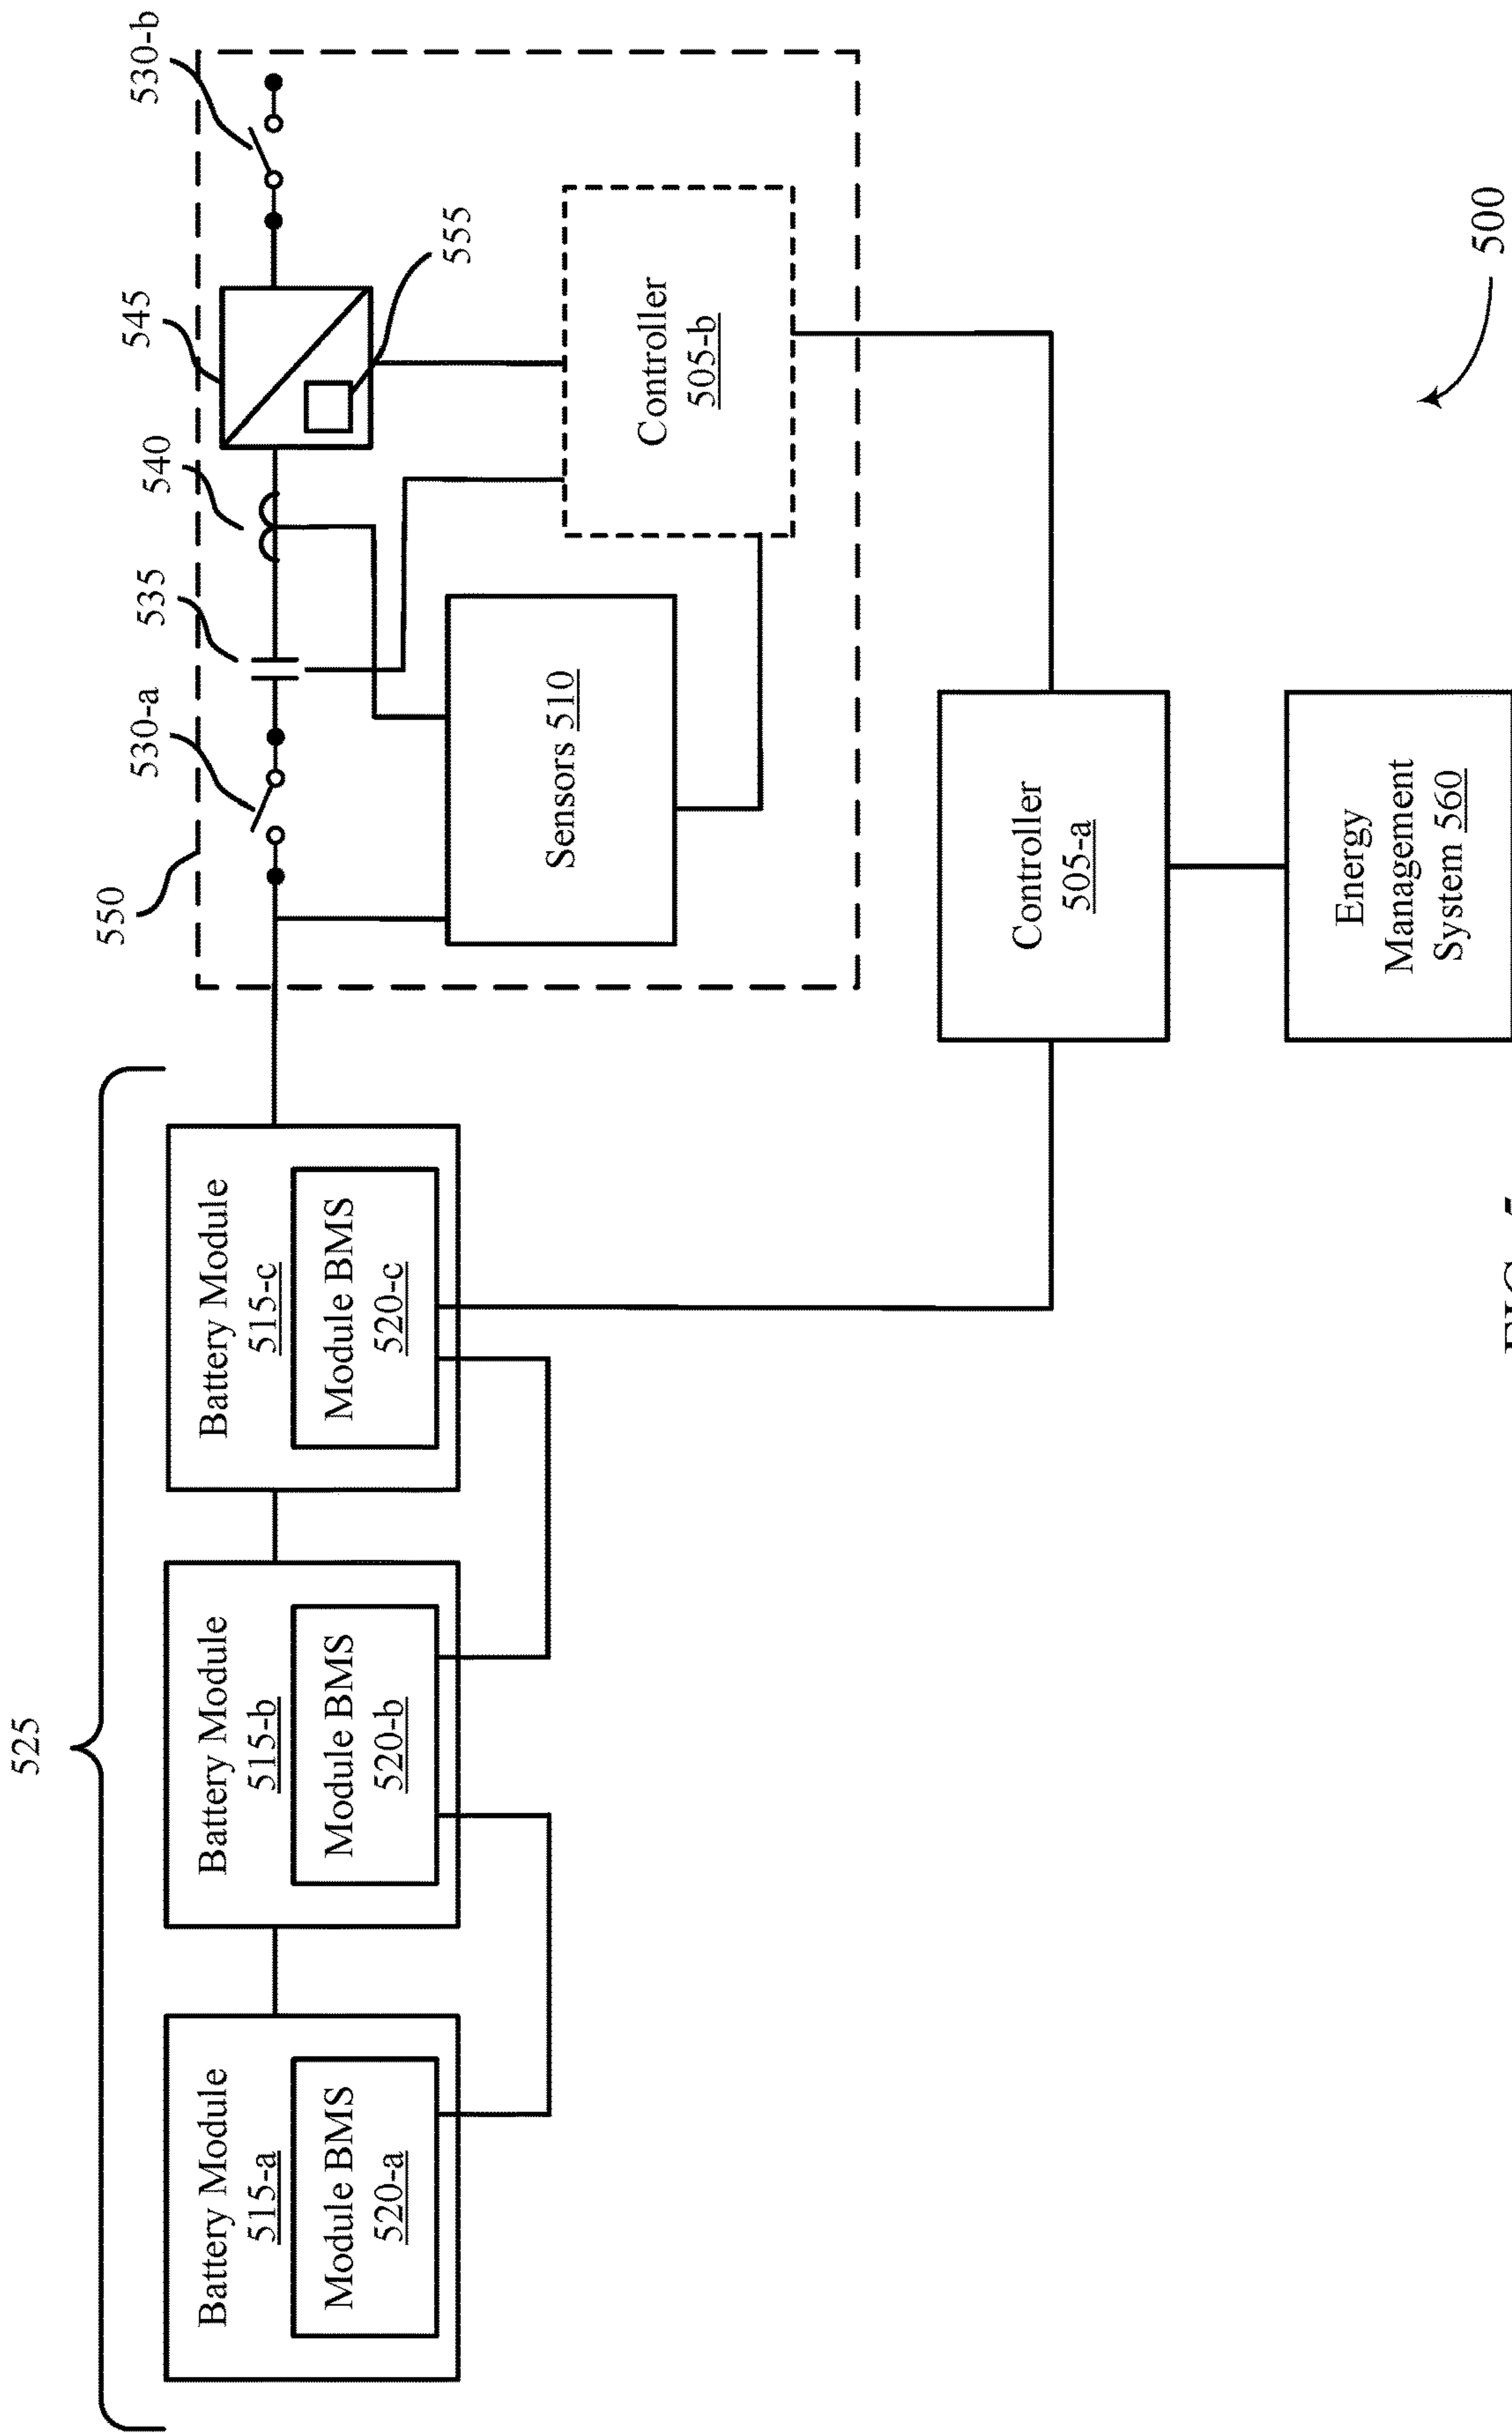 525
Battery Module
515-a
Module BMS
520-a
Battery Module
515-b
Module BMS
520-b
Battery Module
515-c
Module BMS
520-c
550
530-a
535
540
545
530-b
555
Sensors 510
Controller
505-b
Controller
505-a
Energy
Management
System 560
500